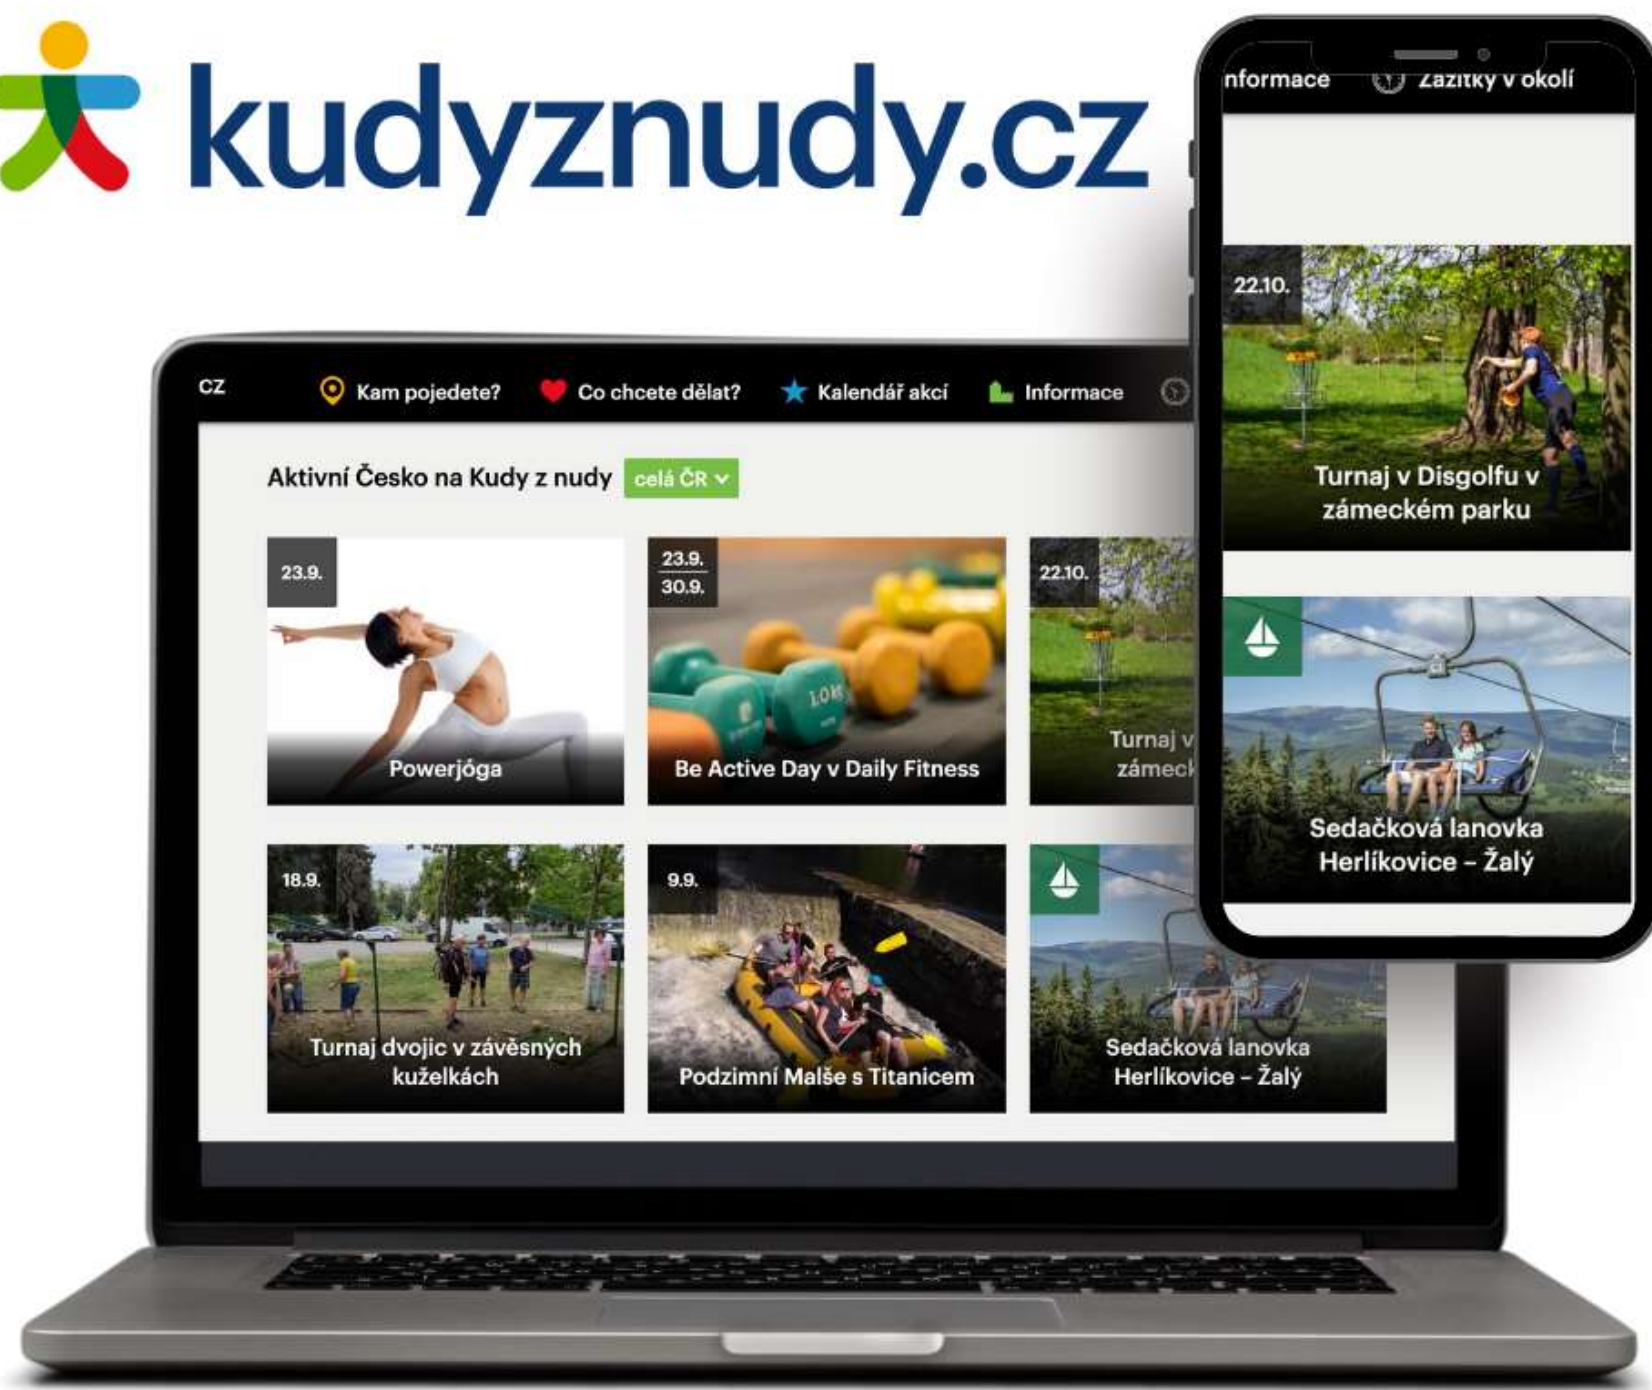 kudyznudy.cz
nformace Zážitky v okolí
22.10.
Turnaj v Disgolfu v
zámeckém parku
Sedačková lanovka
Herlíkovice – Žalý
CZ Kam pojedete? Co chcete dělat? Kalendář akcí Informace
Aktivní Česko na Kudy z nudy celá ČR
23.9.
Powerjóga
23.9.
30.9.
Be Active Day v Daily Fitness
22.10.
Turnaj v
zámeck
18.9.
Turnaj dvojic v závěsných
kuželkách
9.9.
Podzimní Malše s Titanicem
Sedačková lanovka
Herlíkovice – Žalý